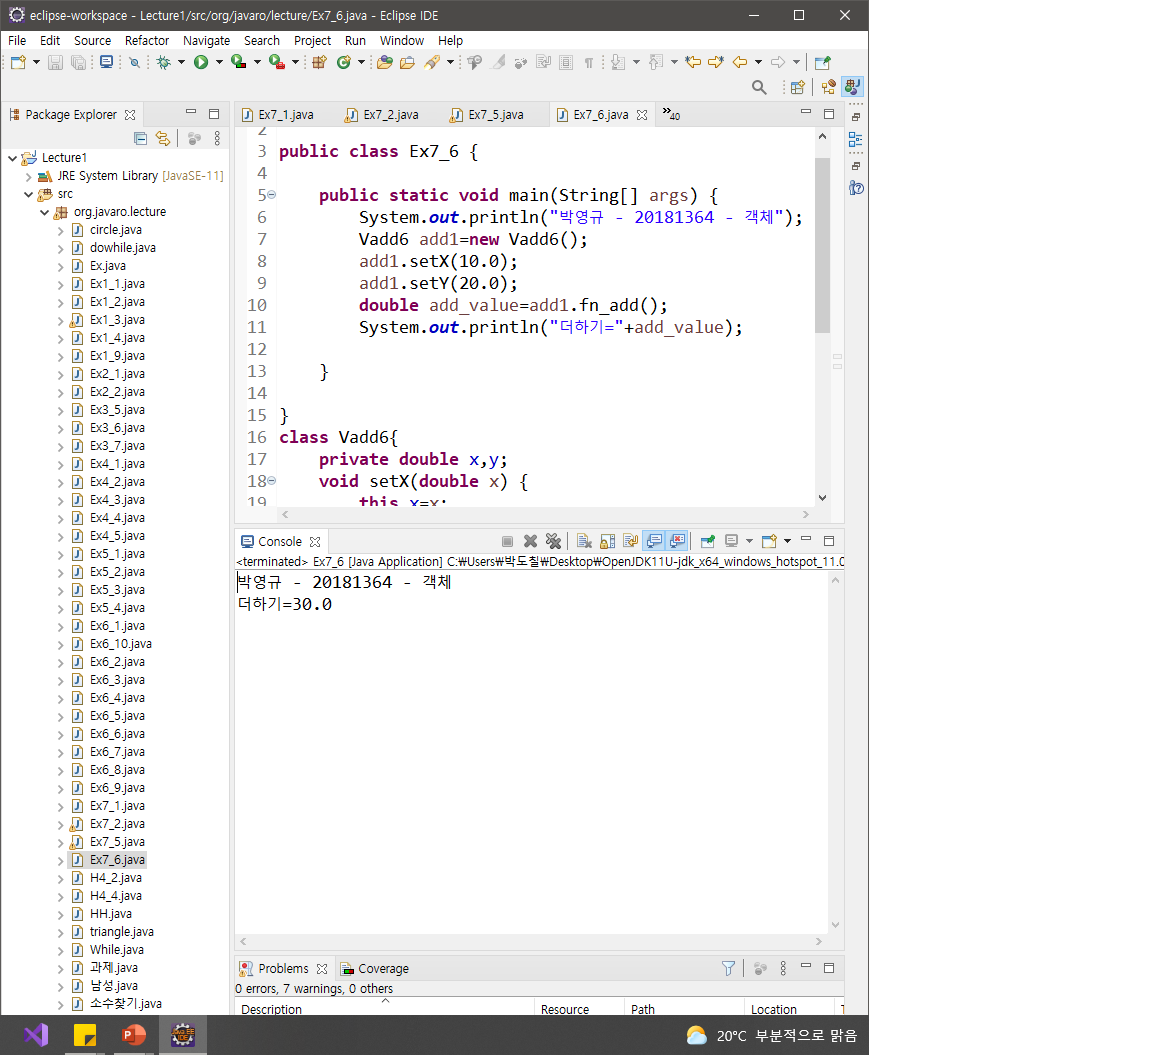 eclipse-workspace - Lecture1/src/org/javaro/lecture/Ex7_6.java - Eclipse IDE
File Edit Source Refactor Navigate Search Project Run Window Help
Package Explorer
Lecture1
JRE System Library [JavaSE-11]
src
org.javaro.lecture
circle.java
dowhile.java
Ex.java
Ex1_1.java
Ex1_2.java
Ex1_3.java
Ex1_4.java
Ex1_9.java
Ex2_1.java
Ex2_2.java
Ex3_5.java
Ex3_6.java
Ex3_7.java
Ex4_1.java
Ex4_2.java
Ex4_3.java
Ex4_4.java
Ex4_5.java
Ex5_1.java
Ex5_2.java
Ex5_3.java
Ex5_4.java
Ex6_1.java
Ex6_10.java
Ex6_2.java
Ex6_3.java
Ex6_4.java
Ex6_5.java
Ex6_6.java
Ex6_7.java
Ex6_8.java
Ex6_9.java
Ex7_1.java
Ex7_2.java
Ex7_5.java
Ex7_6.java
H4_2.java
H4_4.java
HH.java
triangle.java
While.java
과제.java
남성.java
소수찾기.java
Ex7_1.java Ex7_2.java Ex7_5.java Ex7_6.java »40
2
3 public class Ex7_6 {
4
5 public static void main(String[] args) {
6 System.out.println("박영규 - 20181364 - 객체");
7 Vadd6 add1=new Vadd6();
8 add1.setX(10.0);
9 add1.setY(20.0);
10 double add_value=add1.fn_add();
11 System.out.println("더하기="+add_value);
12
13 }
14
15 }
16 class Vadd6{
17 private double x,y;
18 void setX(double x) {
19 this.x=x;
Console
<terminated> Ex7_6 [Java Application] C:₩Users₩박도칠₩Desktop₩OpenJDK11U-jdk_x64_windows_hotspot_11.0
박영규 - 20181364 - 객체
더하기=30.0
Problems Coverage
0 errors, 7 warnings, 0 others
Description Resource Path Location T
20°C 부분적으로 맑음